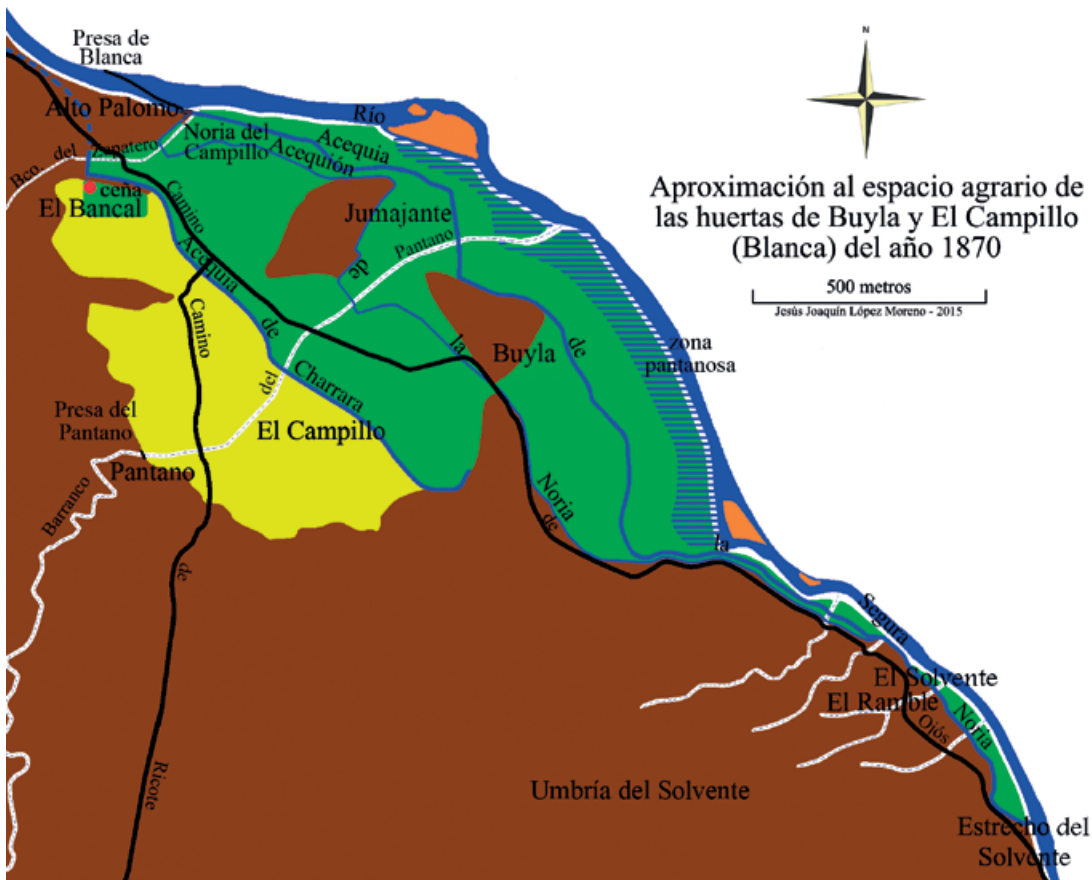 Presa de
Blanca
N
Alto Palomo
Río
Noria del
Campillo
Acequia
Acequión
Bco. del Zapatero
ceña
El Bancal
Camino
Jumajante
Aproximación al espacio agrario de
las huertas de Buyla y El Campillo
(Blanca) del año 1870
500 metros
Jesús Joaquín López Moreno - 2015
Acequia
de
Charrara
Pantano
de
la
Camino
del
Buyla
de
zona
pantanosa
Presa del
Pantano
El Campillo
Pantano
Barranco
Noria
de
la
de
Segura
El Solvente
El Ramble
Noria
Ojós
Ricote
Umbría del Solvente
Estrecho del
Solvente